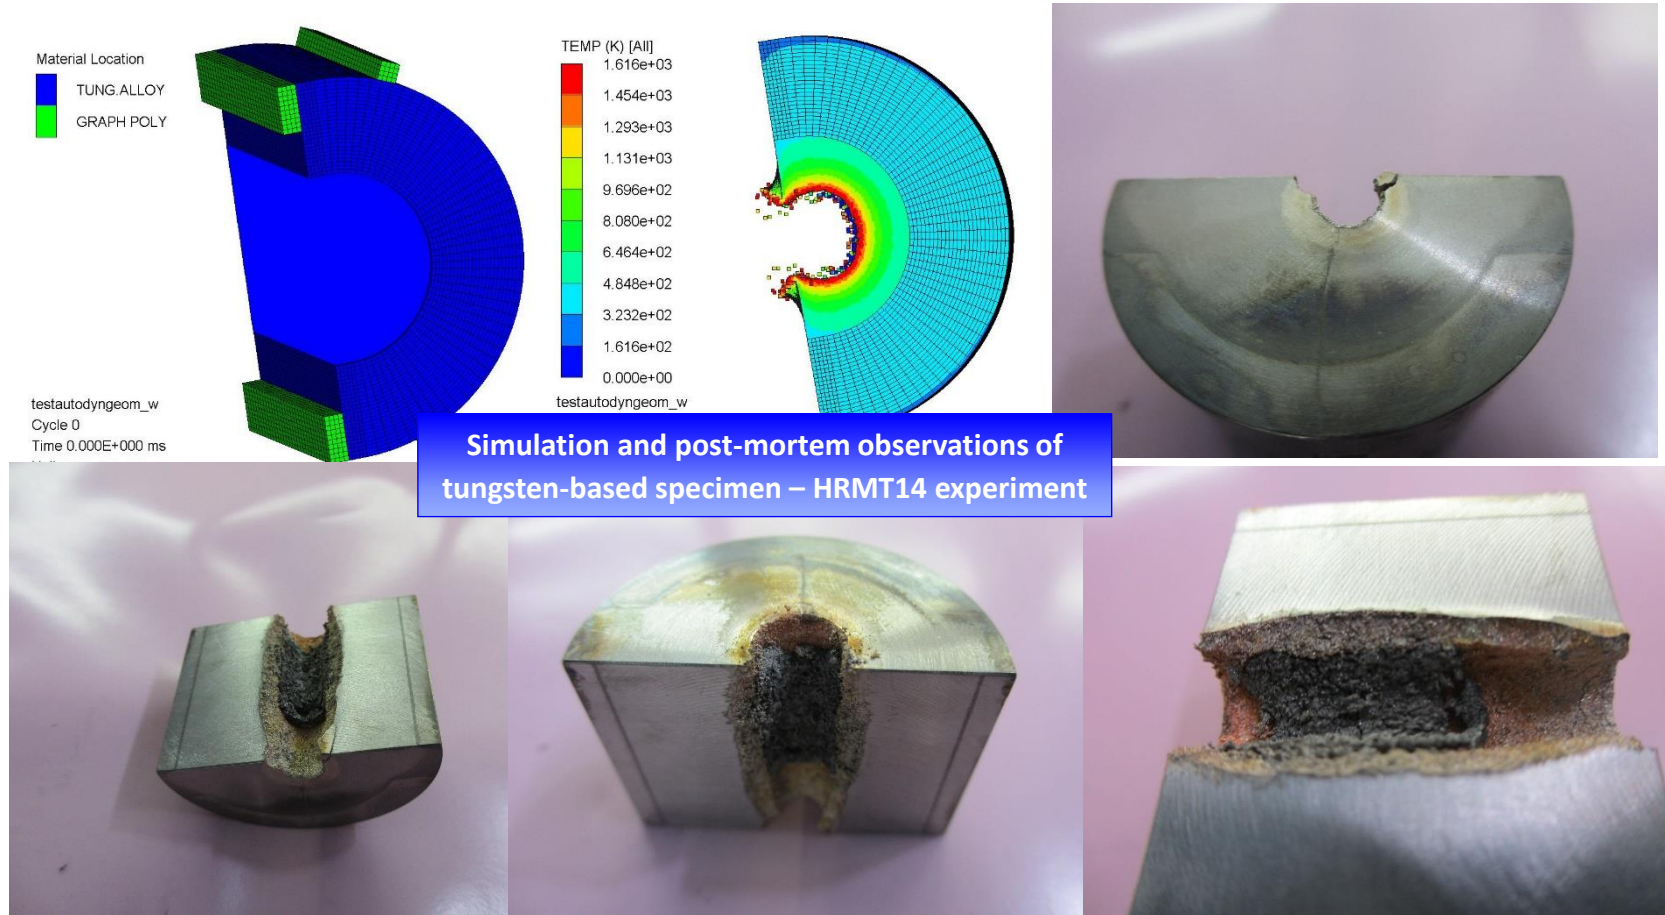 Material Location
TUNG.ALLOY
GRAPH POLY
testautodyngeom_w
Cycle 0
Time 0.000E+000 ms
TEMP (K) [All]
1.616e+03
1.454e+03
1.293e+03
1.131e+03
9.696e+02
8.080e+02
6.464e+02
4.848e+02
3.232e+02
1.616e+02
0.000e+00
testautodyngeom_w
Simulation and post-mortem observations of
tungsten-based specimen – HRMT14 experiment